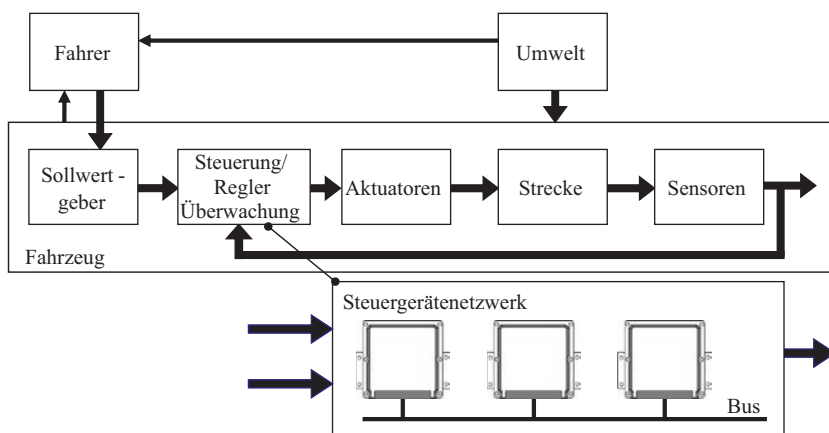 Fahrer
Umwelt
Sollwert -
geber
Steuerung/
Regler
Überwachung
Aktuatoren
Strecke
Sensoren
Fahrzeug
Steuergerätenetzwerk
Bus